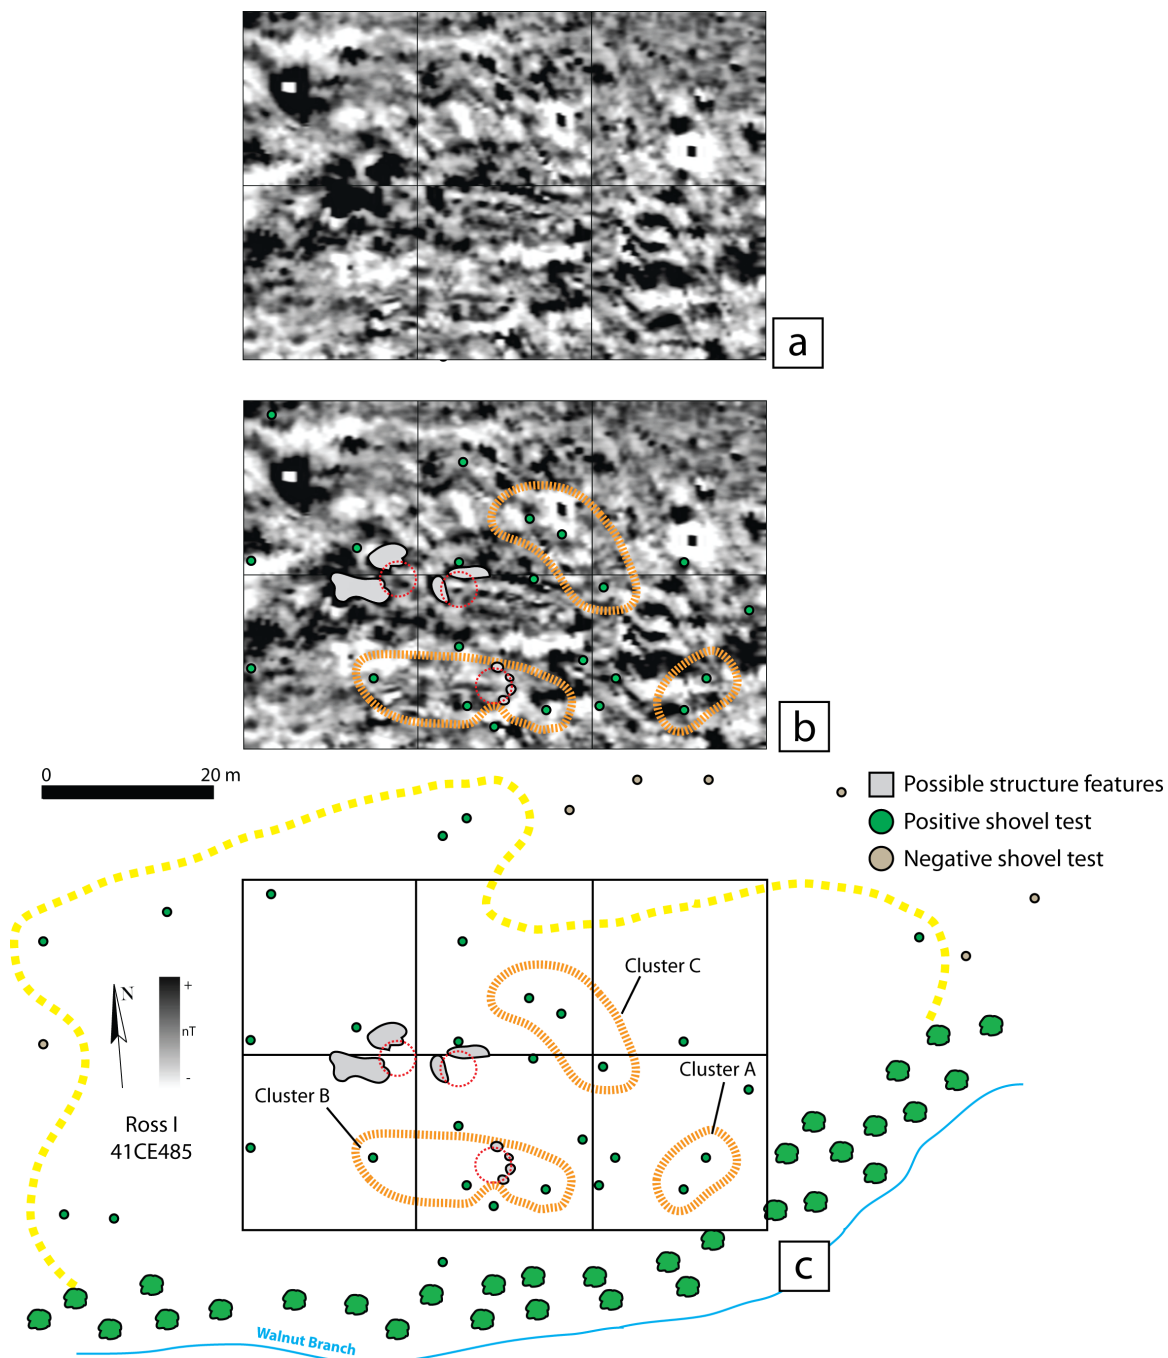 a
b
0 20 m
Possible structure features
Positive shovel test
Negative shovel test
Cluster C
N
+
nT
-
Cluster A
Cluster B
Ross I
41CE485
c
Walnut Branch